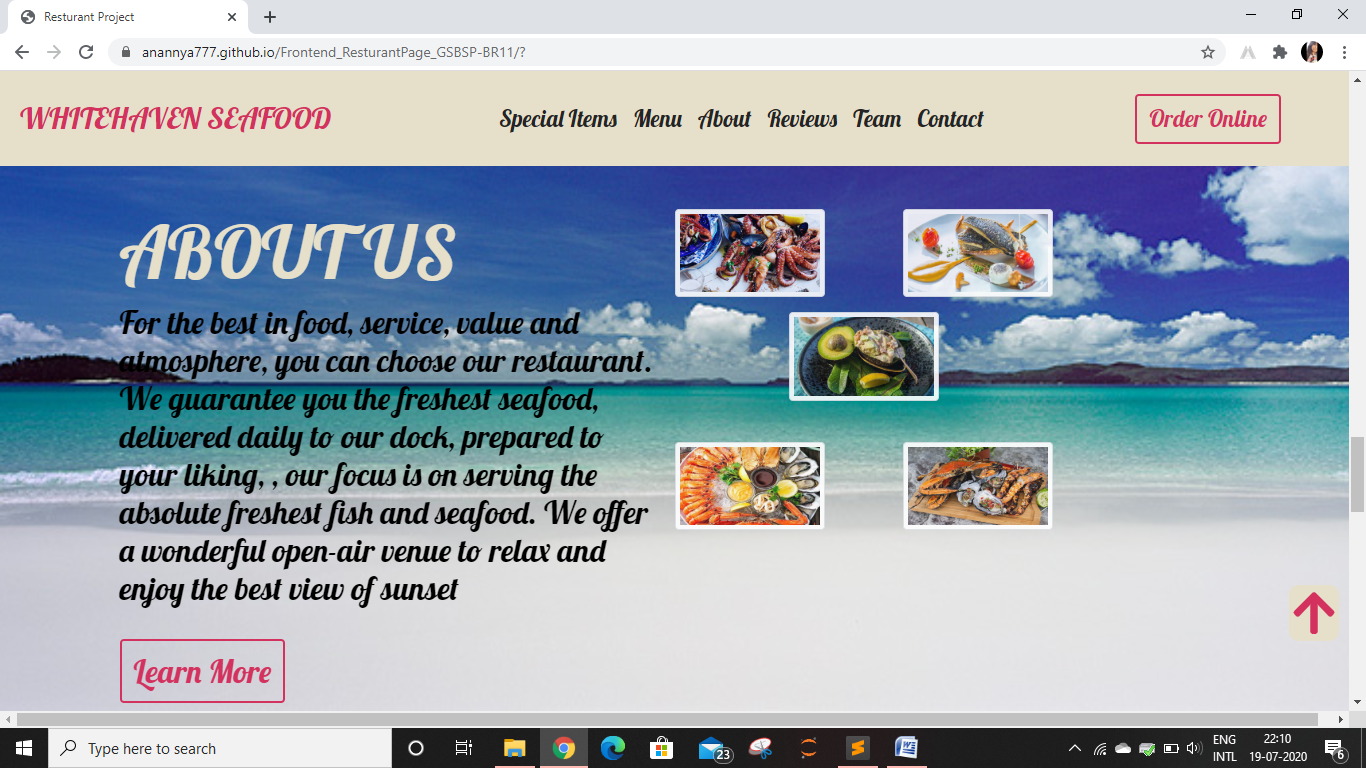 Resturant Project
anannya777.github.io/Frontend_ResturantPage_GSBSP-BR11/?
WHITEHAVEN SEAFOOD
Special Items Menu About Reviews Team Contact
Order Online
ABOUT US
For the best in food, service, value and
atmosphere, you can choose our restaurant.
We guarantee you the freshest seafood,
delivered daily to our dock, prepared to
your liking, , our focus is on serving the
absolute freshest fish and seafood. We offer
a wonderful open-air venue to relax and
enjoy the best view of sunset
Learn More
Type here to search
23
ENG
INTL
22:10
19-07-2020
6